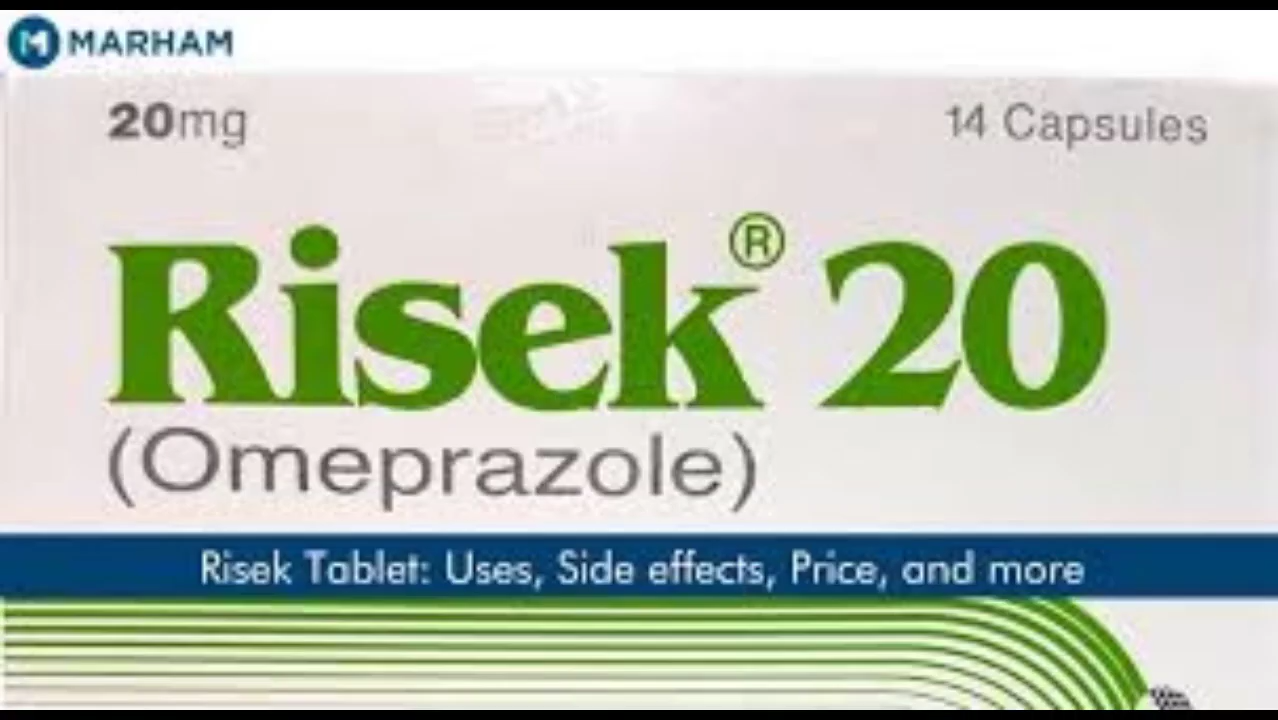 MARHAM
20mg
14 Capsules
Risek® 20
(Omeprazole)
Risek Tablet: Uses, Side effects, Price, and more